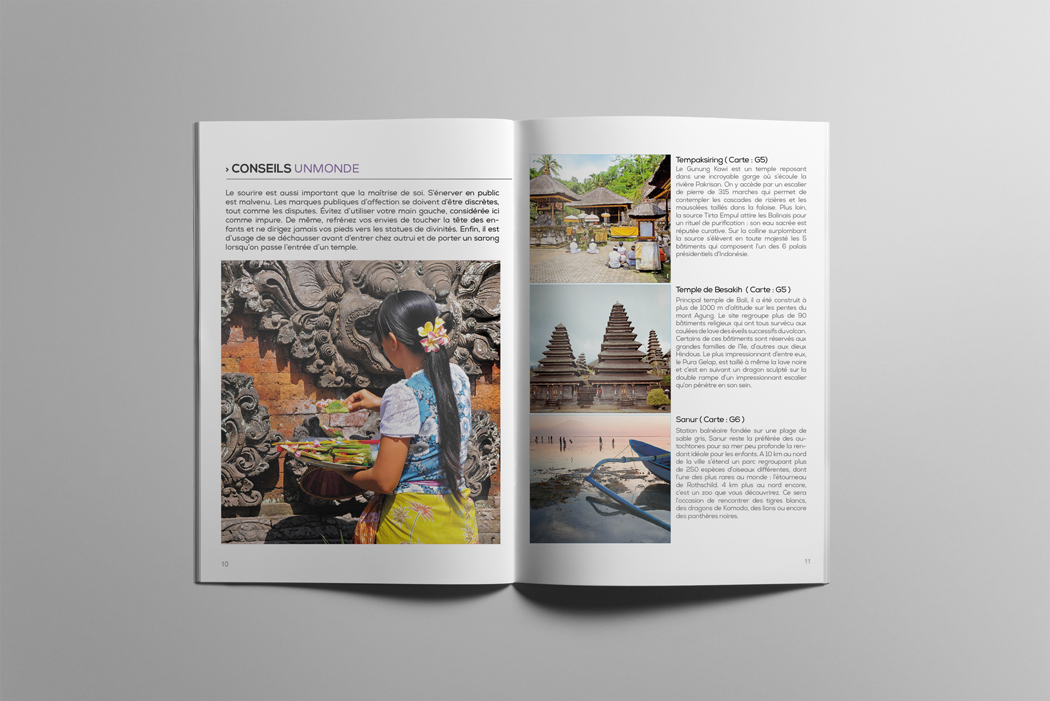 › CONSEILS UNMONDE
Le sourire est aussi important que la maîtrise de soi. S'énerver en public
est malvenu. Les marques publiques d'affection se doivent d'être discrètes,
tout comme les disputes. Évitez d'utiliser votre main gauche, considérée ici
comme impure. De même, refrénez vos envies de toucher la tête des en-
fants et ne dirigez jamais vos pieds vers les statues de divinités. Enfin, il est
d'usage de se déchausser avant d'entrer chez autrui et de porter un sarong
lorsqu'on passe l'entrée d'un temple.
10
Tempaksiring ( Carte : G5)
Le Gunung Kawi est un temple reposant
dans une incroyable gorge où s'écoule la
rivière Pakrisan. On y accède par un escalier
de pierre de 315 marches qui permet de
contempler les cascades de rizières et les
mausolées taillés dans la falaise. Plus loin,
la source Tirta Empul attire les Balinais pour
un rituel de purification : son eau sacrée est
réputée curative. Sur la colline surplombant
la source s'élèvent en toute majesté les 5
bâtiments qui composent l'un des 6 palais
présidentiels d'Indonésie.
Temple de Besakih ( Carte : G5 )
Principal temple de Bali, il a été construit à
plus de 1000 m d'altitude sur les pentes du
mont Agung. Le site regroupe plus de 90
bâtiments religieux qui ont tous survécu aux
coulées de lave des éveils successifs du volcan.
Certains de ces bâtiments sont réservés aux
grandes familles de l'île, d'autres aux dieux
Hindous. Le plus impressionnant d'entre eux,
le Pura Gelap, est taillé à même la lave noire
et c'est en suivant un dragon sculpté sur la
double rampe d'un impressionnant escalier
qu'on pénètre en son sein.
Sanur ( Carte : G6 )
Station balnéaire fondée sur une plage de
sable gris, Sanur reste la préférée des au-
tochtones pour sa mer peu profonde la ren-
dant idéale pour les enfants. A 10 km au nord
de la ville s'étend un parc regroupant plus
de 250 espèces d'oiseaux différentes, dont
l'une des plus rares au monde : l'étourneau
de Rothschild. 4 km plus au nord encore,
c'est un zoo que vous découvrirez. Ce sera
l'occasion de rencontrer des tigres blancs,
des dragons de Komodo, des lions ou encore
des panthères noires.
11